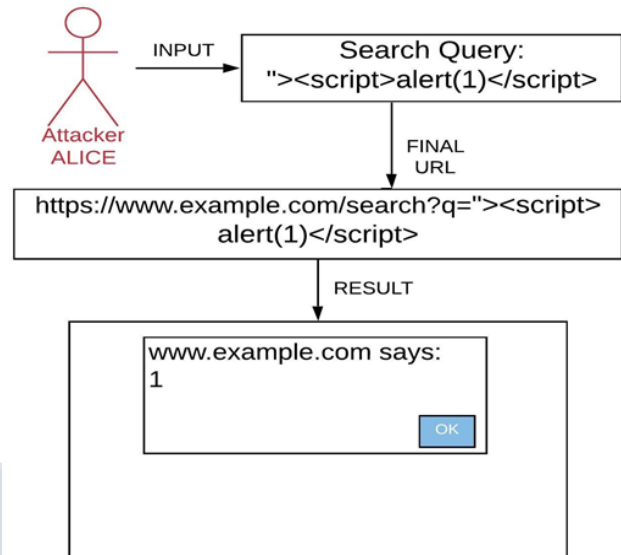 INPUT
Search Query:
"><script>alert(1)</script>
Attacker
ALICE
FINAL
URL
https://www.example.com/search?q="><script>
alert(1)</script>
RESULT
www.example.com says:
1
OK